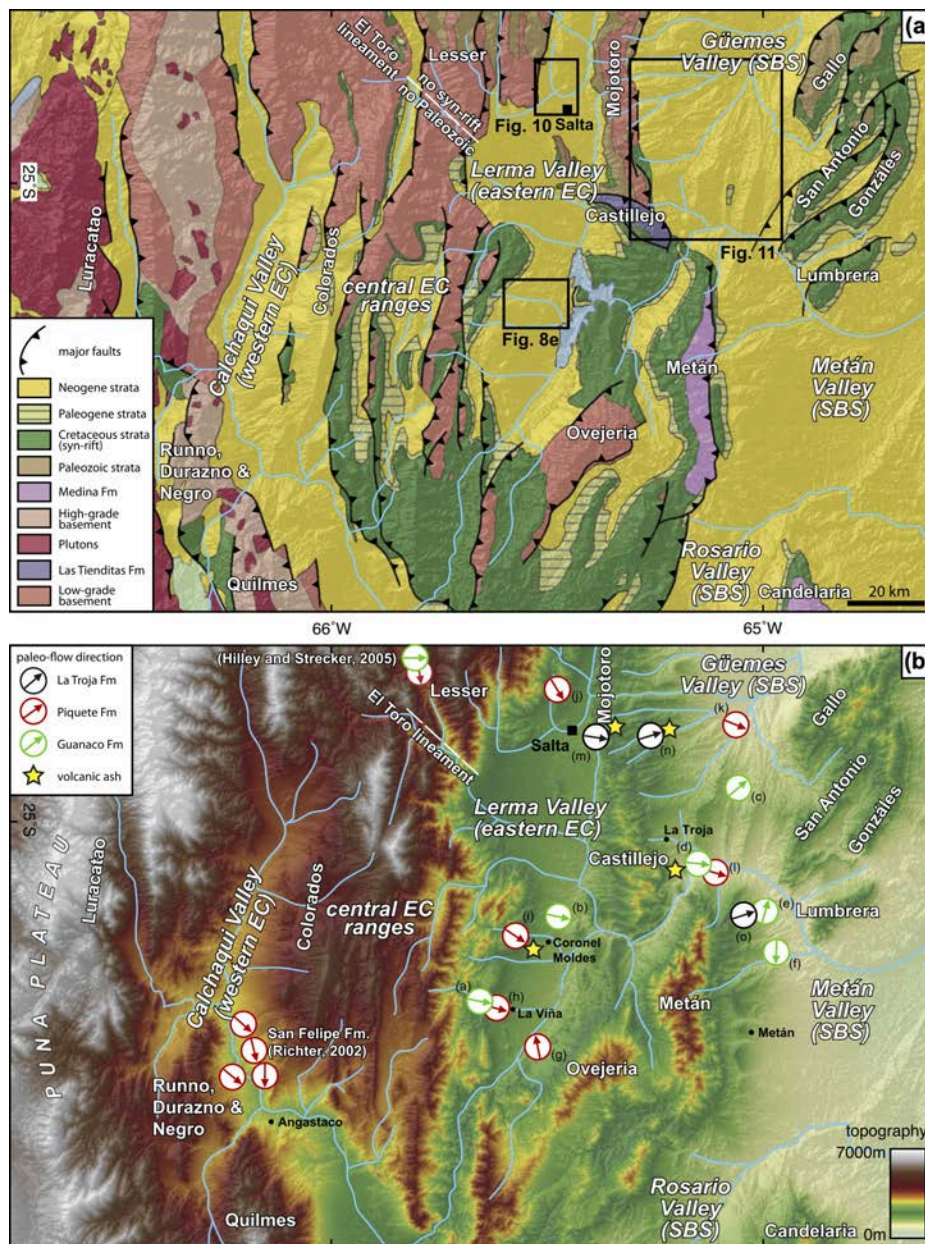 (a)
El Toro
lineament
no syn-rift
no Paleozoic
Lesser
Mojotoro
Güemes
Valley (SBS)
Gallo
Fig. 10
Salta
San Antonio
Gonzáles
25°S
Lerma Valley
(eastern EC)
Castillejo
Fig. 11
Luracatao
Calchaqui Valley
(western EC)
Colorados
central EC
ranges
Lumbrera
Fig. 8e
Metán
Metán
Valley
(SBS)
major faults
Neogene strata
Paleogene strata
Cretaceous strata
(syn-rift)
Paleozoic strata
Medina Fm
High-grade
basement
Plutons
Las Tienditas Fm
Low-grade
basement
Runno,
Durazno &
Negro
Ovejeria
Quilmes
Rosario
Valley
(SBS)
Candelaria
20 km
66°W
65°W
(b)
paleo-flow direction
La Troja Fm
Piquete Fm
Guanaco Fm
volcanic ash
(Hilley and Strecker, 2005)
Lesser
El Toro lineament
(j)
Mojotoro
Güemes
Valley (SBS)
(k)
Gallo
Salta
(m)
(n)
San Antonio
Gonzáles
(c)
25°S
Lerma Valley
(eastern EC)
La Troja
Castillejo
(d)
(l)
PUNA PLATEAU
Luracatao
Calchaqui Valley
(western EC)
Colorados
central EC
ranges
(b)
(i)
Coronel
Moldes
(e)
(o)
Lumbrera
(f)
(a)
(h)
La Viña
Metán
Metán
Valley
(SBS)
Metán
San Felipe Fm.
(Richter, 2002)
(g)
Ovejeria
Runno,
Durazno &
Negro
Angastaco
topography
7000m
0m
Quilmes
Rosario
Valley
(SBS)
Candelaria